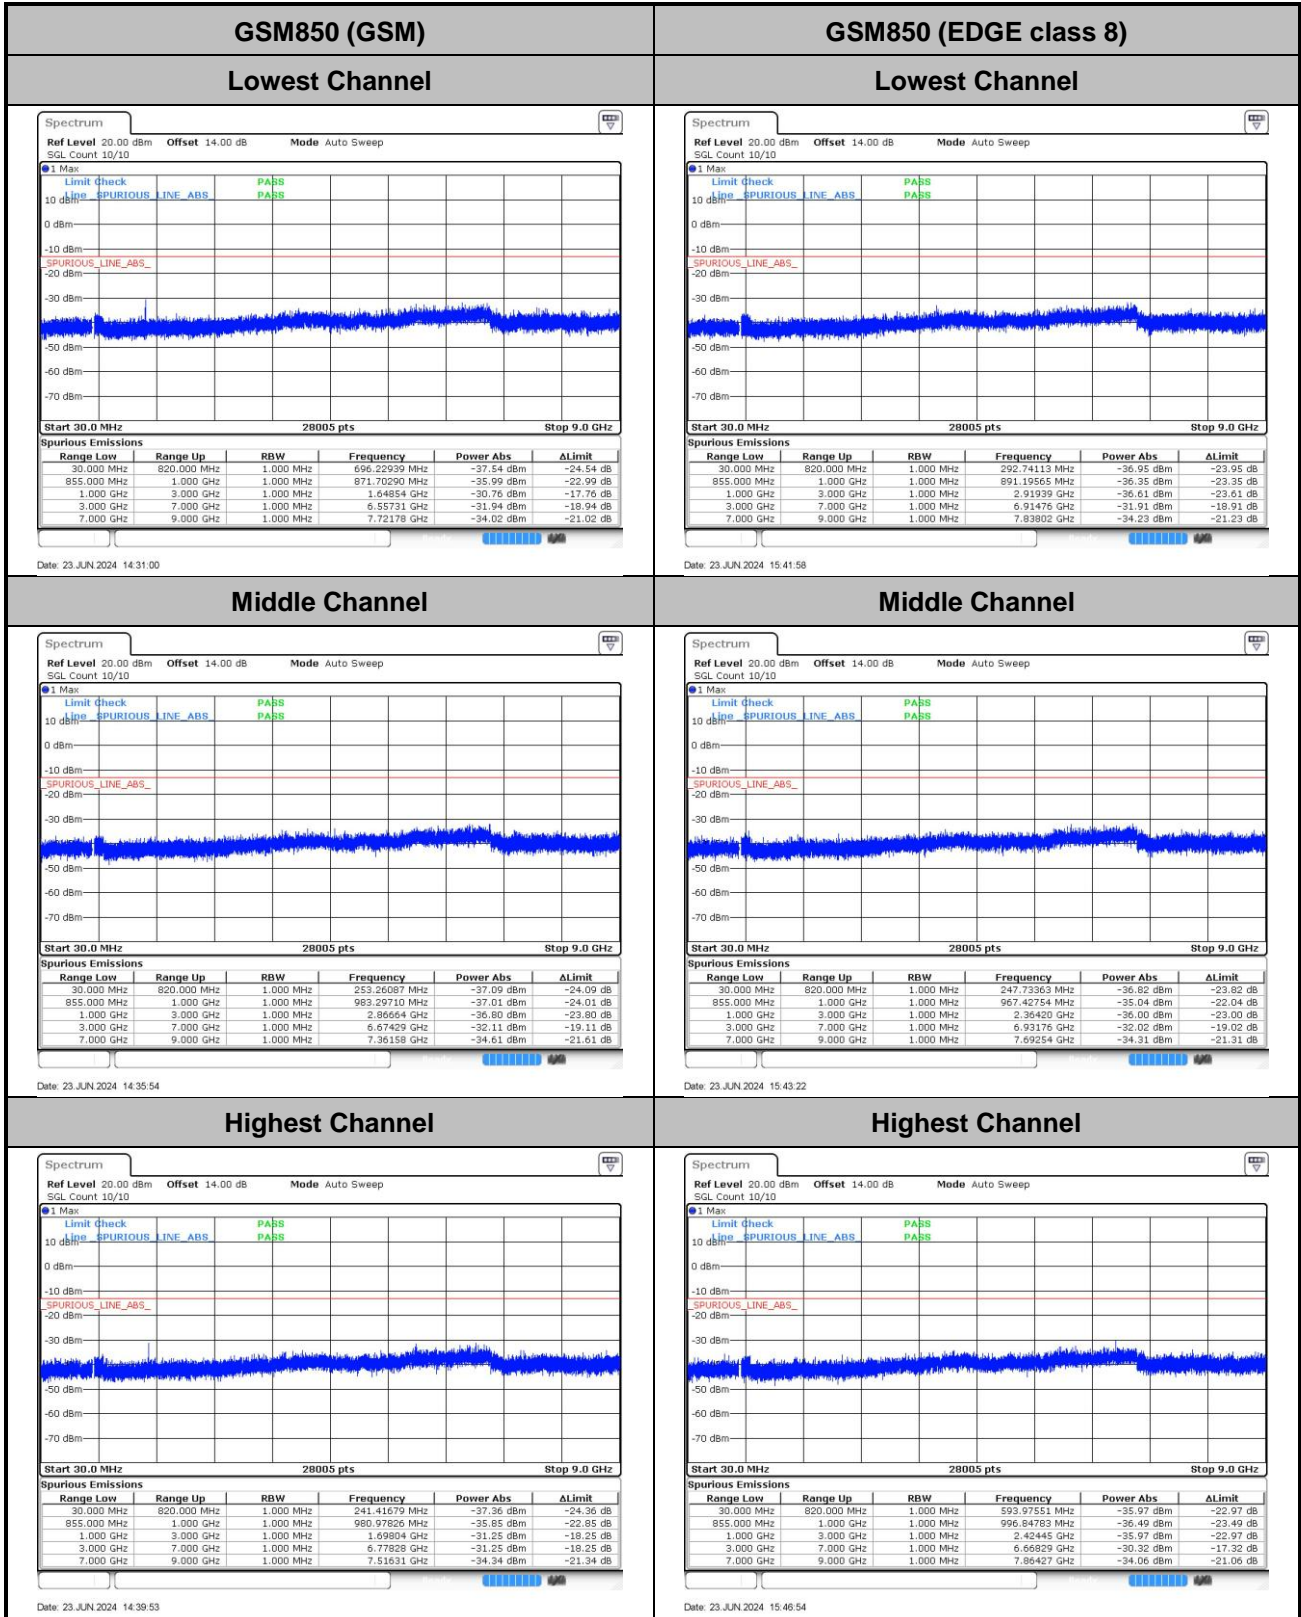 GSM850 (GSM)
GSM850 (EDGE class 8)
Lowest Channel
Lowest Channel
Spectrum
Ref Level 20.00 dBm Offset 14.00 dB Mode Auto Sweep
SGL Count 10/10
1 Max
Limit Check PASS
Line _SPURIOUS_LINE_ABS_ PASS
10 dBm
0 dBm
-10 dBm
_SPURIOUS_LINE_ABS_
-20 dBm
-30 dBm
-50 dBm
-60 dBm
-70 dBm
Start 30.0 MHz 28005 pts Stop 9.0 GHz
Spurious Emissions
Range Low Range Up RBW Frequency Power Abs ΔLimit
30.000 MHz 820.000 MHz 1.000 MHz 696.22939 MHz -37.54 dBm -24.54 dB
855.000 MHz 1.000 GHz 1.000 MHz 871.70290 MHz -35.99 dBm -22.99 dB
1.000 GHz 3.000 GHz 1.000 MHz 1.64854 GHz -30.76 dBm -17.76 dB
3.000 GHz 7.000 GHz 1.000 MHz 6.55731 GHz -31.94 dBm -18.94 dB
7.000 GHz 9.000 GHz 1.000 MHz 7.72178 GHz -34.02 dBm -21.02 dB
Date: 23.JUN.2024 14:31:00
Spectrum
Ref Level 20.00 dBm Offset 14.00 dB Mode Auto Sweep
SGL Count 10/10
1 Max
Limit Check PASS
Line _SPURIOUS_LINE_ABS_ PASS
10 dBm
0 dBm
-10 dBm
_SPURIOUS_LINE_ABS_
-20 dBm
-30 dBm
-50 dBm
-60 dBm
-70 dBm
Start 30.0 MHz 28005 pts Stop 9.0 GHz
Spurious Emissions
Range Low Range Up RBW Frequency Power Abs ΔLimit
30.000 MHz 820.000 MHz 1.000 MHz 292.74113 MHz -36.95 dBm -23.95 dB
855.000 MHz 1.000 GHz 1.000 MHz 891.19565 MHz -36.35 dBm -23.35 dB
1.000 GHz 3.000 GHz 1.000 MHz 2.91939 GHz -36.61 dBm -23.61 dB
3.000 GHz 7.000 GHz 1.000 MHz 6.91476 GHz -31.91 dBm -18.91 dB
7.000 GHz 9.000 GHz 1.000 MHz 7.83802 GHz -34.23 dBm -21.23 dB
Date: 23.JUN.2024 15:41:58
Middle Channel
Middle Channel
Spectrum
Ref Level 20.00 dBm Offset 14.00 dB Mode Auto Sweep
SGL Count 10/10
1 Max
Limit Check PASS
Line _SPURIOUS_LINE_ABS_ PASS
10 dBm
0 dBm
-10 dBm
_SPURIOUS_LINE_ABS_
-20 dBm
-30 dBm
-50 dBm
-60 dBm
-70 dBm
Start 30.0 MHz 28005 pts Stop 9.0 GHz
Spurious Emissions
Range Low Range Up RBW Frequency Power Abs ΔLimit
30.000 MHz 820.000 MHz 1.000 MHz 253.26087 MHz -37.09 dBm -24.09 dB
855.000 MHz 1.000 GHz 1.000 MHz 983.29710 MHz -37.01 dBm -24.01 dB
1.000 GHz 3.000 GHz 1.000 MHz 2.86664 GHz -36.80 dBm -23.80 dB
3.000 GHz 7.000 GHz 1.000 MHz 6.67429 GHz -32.11 dBm -19.11 dB
7.000 GHz 9.000 GHz 1.000 MHz 7.36158 GHz -34.61 dBm -21.61 dB
Date: 23.JUN.2024 14:35:54
Spectrum
Ref Level 20.00 dBm Offset 14.00 dB Mode Auto Sweep
SGL Count 10/10
1 Max
Limit Check PASS
Line _SPURIOUS_LINE_ABS_ PASS
10 dBm
0 dBm
-10 dBm
_SPURIOUS_LINE_ABS_
-20 dBm
-30 dBm
-50 dBm
-60 dBm
-70 dBm
Start 30.0 MHz 28005 pts Stop 9.0 GHz
Spurious Emissions
Range Low Range Up RBW Frequency Power Abs ΔLimit
30.000 MHz 820.000 MHz 1.000 MHz 247.73363 MHz -36.82 dBm -23.82 dB
855.000 MHz 1.000 GHz 1.000 MHz 967.42754 MHz -35.04 dBm -22.04 dB
1.000 GHz 3.000 GHz 1.000 MHz 2.36420 GHz -36.00 dBm -23.00 dB
3.000 GHz 7.000 GHz 1.000 MHz 6.93176 GHz -32.02 dBm -19.02 dB
7.000 GHz 9.000 GHz 1.000 MHz 7.69254 GHz -34.31 dBm -21.31 dB
Date: 23.JUN.2024 15:43:22
Highest Channel
Highest Channel
Spectrum
Ref Level 20.00 dBm Offset 14.00 dB Mode Auto Sweep
SGL Count 10/10
1 Max
Limit Check PASS
Line _SPURIOUS_LINE_ABS_ PASS
10 dBm
0 dBm
-10 dBm
_SPURIOUS_LINE_ABS_
-20 dBm
-30 dBm
-50 dBm
-60 dBm
-70 dBm
Start 30.0 MHz 28005 pts Stop 9.0 GHz
Spurious Emissions
Range Low Range Up RBW Frequency Power Abs ΔLimit
30.000 MHz 820.000 MHz 1.000 MHz 241.41679 MHz -37.36 dBm -24.36 dB
855.000 MHz 1.000 GHz 1.000 MHz 980.97826 MHz -35.85 dBm -22.85 dB
1.000 GHz 3.000 GHz 1.000 MHz 1.69804 GHz -31.25 dBm -18.25 dB
3.000 GHz 7.000 GHz 1.000 MHz 6.77828 GHz -31.25 dBm -18.25 dB
7.000 GHz 9.000 GHz 1.000 MHz 7.51631 GHz -34.34 dBm -21.34 dB
Date: 23.JUN.2024 14:39:53
Spectrum
Ref Level 20.00 dBm Offset 14.00 dB Mode Auto Sweep
SGL Count 10/10
1 Max
Limit Check PASS
Line _SPURIOUS_LINE_ABS_ PASS
10 dBm
0 dBm
-10 dBm
_SPURIOUS_LINE_ABS_
-20 dBm
-30 dBm
-50 dBm
-60 dBm
-70 dBm
Start 30.0 MHz 28005 pts Stop 9.0 GHz
Spurious Emissions
Range Low Range Up RBW Frequency Power Abs ΔLimit
30.000 MHz 820.000 MHz 1.000 MHz 593.97551 MHz -35.97 dBm -22.97 dB
855.000 MHz 1.000 GHz 1.000 MHz 996.84783 MHz -36.49 dBm -23.49 dB
1.000 GHz 3.000 GHz 1.000 MHz 2.42445 GHz -35.97 dBm -22.97 dB
3.000 GHz 7.000 GHz 1.000 MHz 6.66829 GHz -30.32 dBm -17.32 dB
7.000 GHz 9.000 GHz 1.000 MHz 7.86427 GHz -34.06 dBm -21.06 dB
Date: 23.JUN.2024 15:46:54